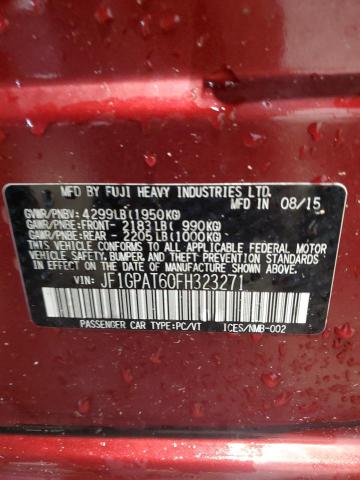 MFD BY FUJI HEAVY INDUSTRIES LTD.
MFD IN 08/15
GVWR/PNBV: 4299LB(1950KG)
GAWR/PNBE:FRONT- 2183LB( 990KG)
GAWR/PNBE:REAR - 2205LB(1000KG)
THIS VEHICLE CONFORMS TO ALL APPLICABLE FEDERAL MOTOR
VEHICLE SAFETY, BUMPER, AND THEFT PREVENTION STANDARDS
IN EFFECT ON THE DATE OF MANUFACTURE SHOWN ABOVE.
VIN: JF1GPAT60FH323271
PASSENGER CAR TYPE:PC/VT ICES/NMB-002